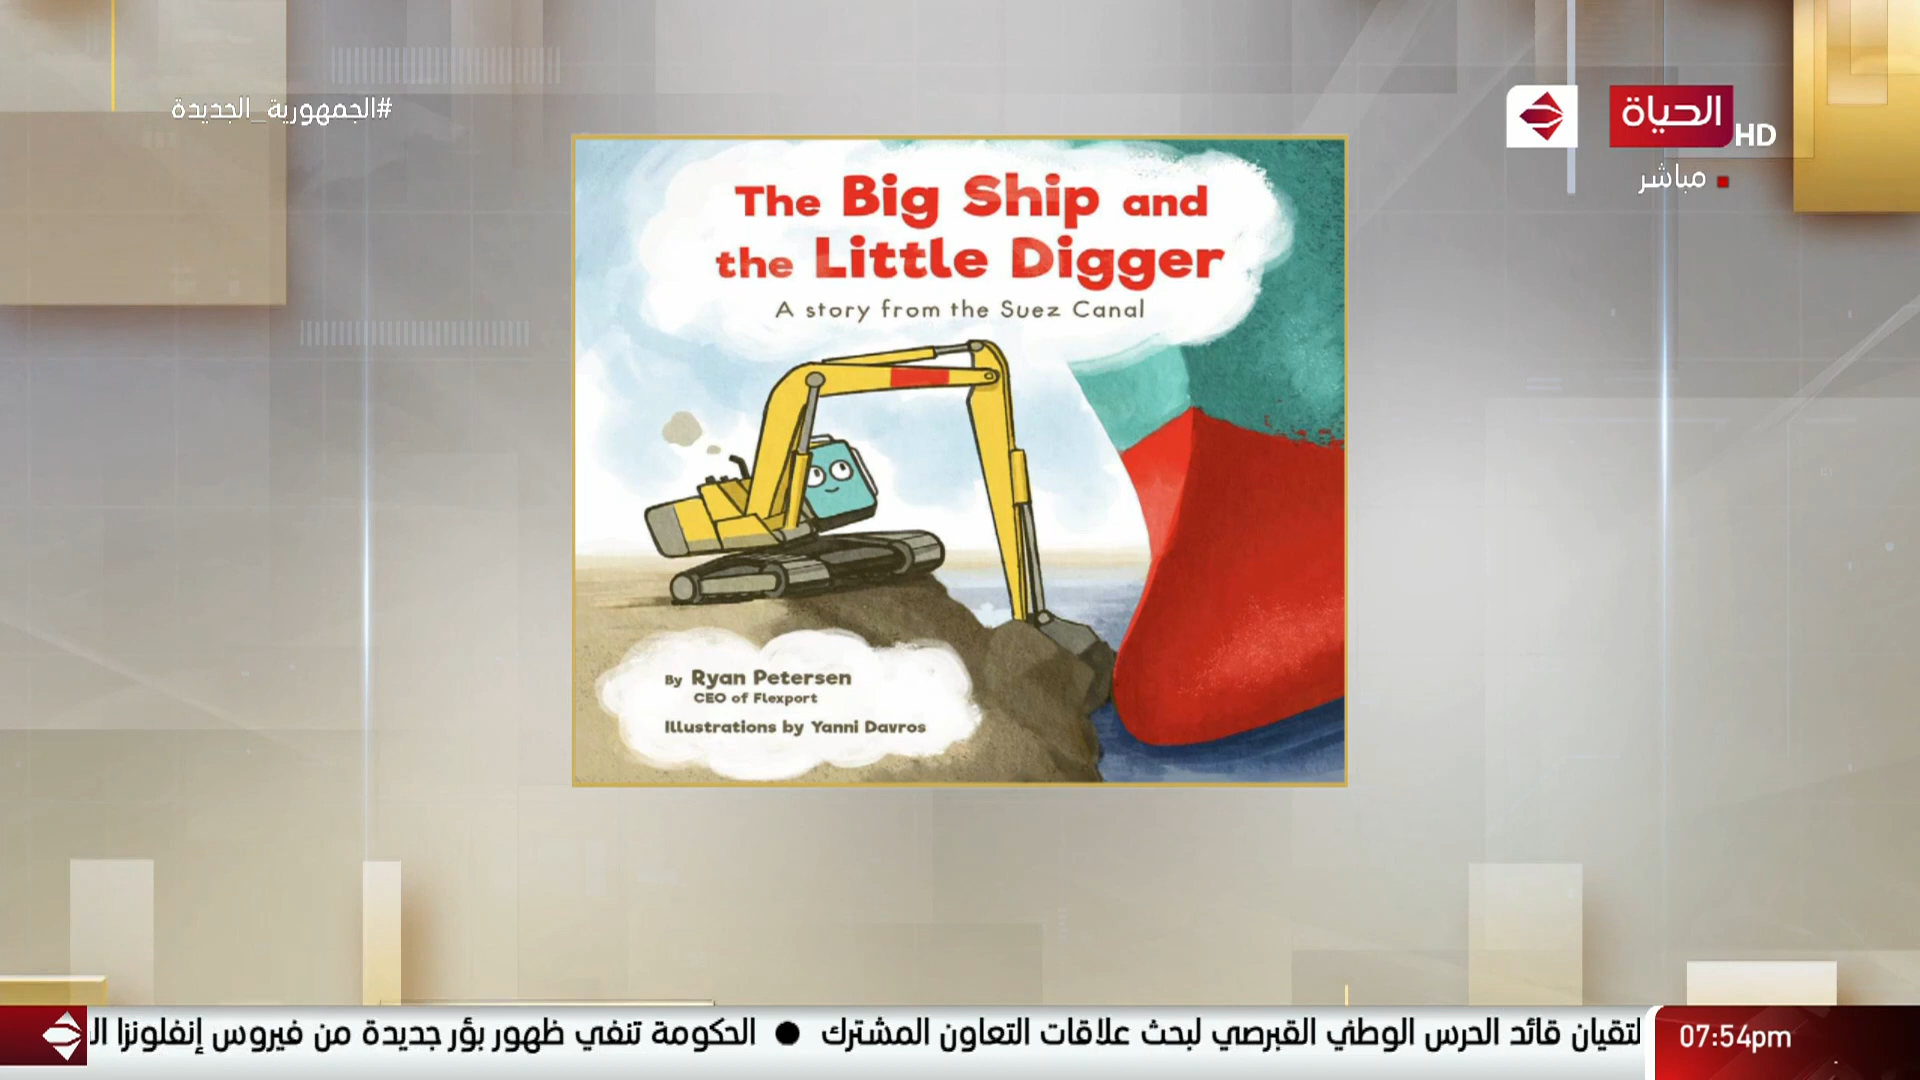 #الجمهورية_الجديدة
الحياة
HD
مباشر
The Big Ship and
the Little Digger
A story from the Suez Canal
By Ryan Petersen
CEO of Flexport
Illustrations by Yanni Davros
لتقيان قائد الحرس الوطني القبرصي لبحث علاقات التعاون المشترك ● الحكومة تنفي ظهور بؤر جديدة من فيروس إنفلونزا ال
07:54pm